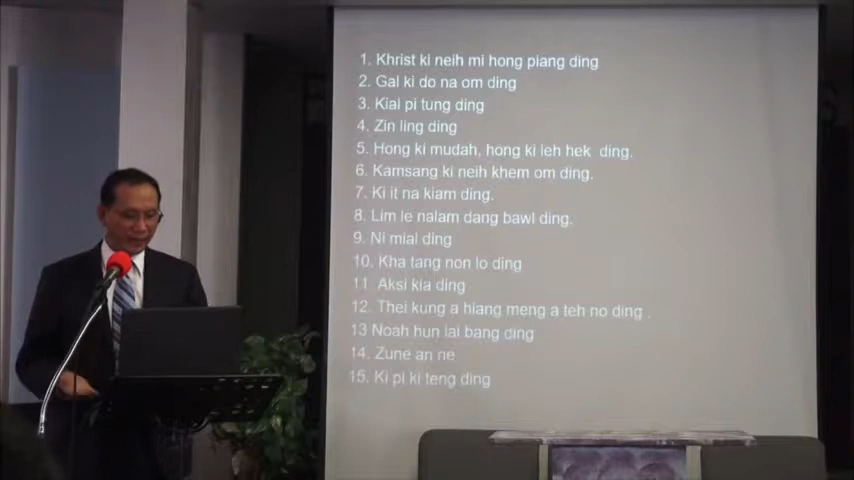 1. Khrist ki neih mi hong piang ding
2. Gal ki do na om ding
3. Kial pi tung ding
4. Zin ling ding
5. Hong ki mudah, hong ki leh hek ding.
6. Kamsang ki neih khem om ding.
7. Ki it na kiam ding.
8. Lim le nalam dang bawl ding.
9. Ni mial ding
10. Kha tang non lo ding
11. Aksi kia ding
12. Thei kung a hiang meng a teh no ding .
13 Noah hun lai bang ding
14. Zune an ne
15. Ki pi ki teng ding